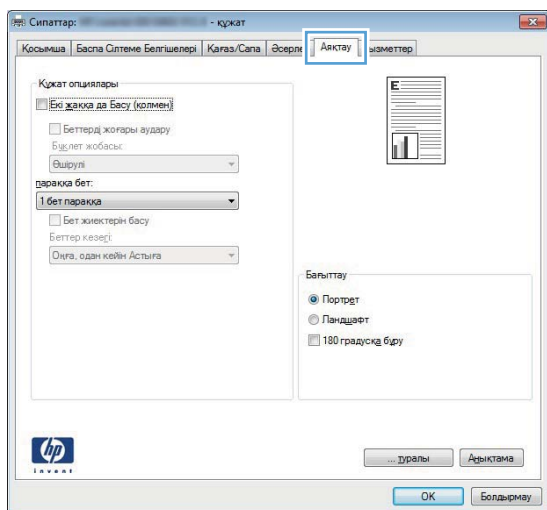 Сипаттар: - құжат
Қосымша Баспа Сілтеме Белгішелері Қағаз/Сапа Әсерле Аяқтау ызметтер
Құжат опциялары
Екі жаққа да Басу (қолмен)
Беттерді жоғары аудару
Буклет жобасы:
Өшірулі
параққа бет:
1 бет параққа
Бет жиектерін басу
Беттер кезегі:
Оңға, одан кейін Астыға
E
Бағыттау
Портрет
Ландшафт
180 градусқа бұру
hp
invent
... туралы Анықтама
OK Болдырмау